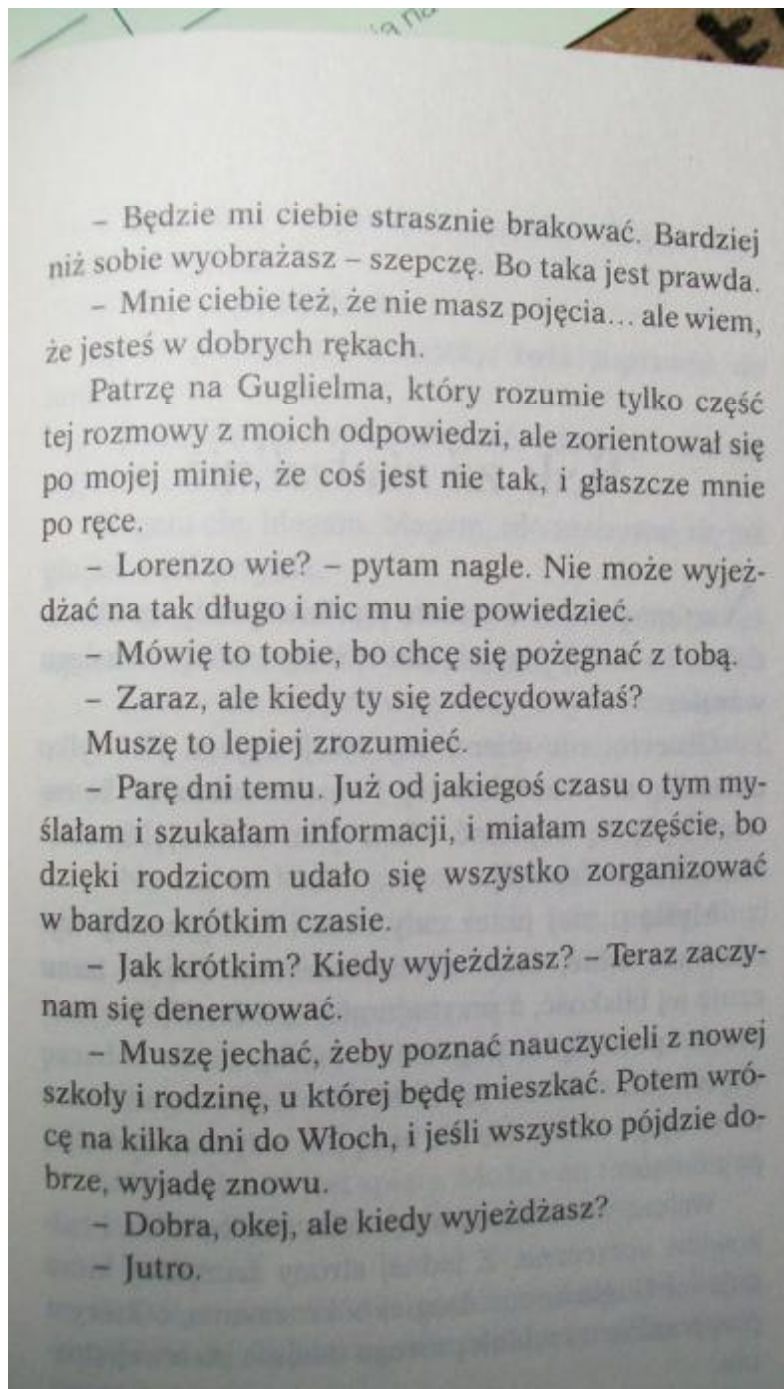 – Będzie mi ciebie strasznie brakować. Bardziej
niż sobie wyobrażasz – szepczę. Bo taka jest prawda.
– Mnie ciebie też, że nie masz pojęcia... ale wiem,
że jesteś w dobrych rękach.
Patrzę na Guglielma, który rozumie tylko część
tej rozmowy z moich odpowiedzi, ale zorientował się
po mojej minie, że coś jest nie tak, i głaszcze mnie
po ręce.
– Lorenzo wie? – pytam nagle. Nie może wyjeż-
dżać na tak długo i nic mu nie powiedzieć.
– Mówię to tobie, bo chcę się pożegnać z tobą.
– Zaraz, ale kiedy ty się zdecydowałaś?
Muszę to lepiej zrozumieć.
– Parę dni temu. Już od jakiegoś czasu o tym my-
ślałam i szukałam informacji, i miałam szczęście, bo
dzięki rodzicom udało się wszystko zorganizować
w bardzo krótkim czasie.
– Jak krótkim? Kiedy wyjeżdżasz? – Teraz zaczy-
nam się denerwować.
– Muszę jechać, żeby poznać nauczycieli z nowej
szkoły i rodzinę, u której będę mieszkać. Potem wró-
cę na kilka dni do Włoch, i jeśli wszystko pójdzie do-
brze, wyjadę znowu.
– Dobra, okej, ale kiedy wyjeżdżasz?
– Jutro.